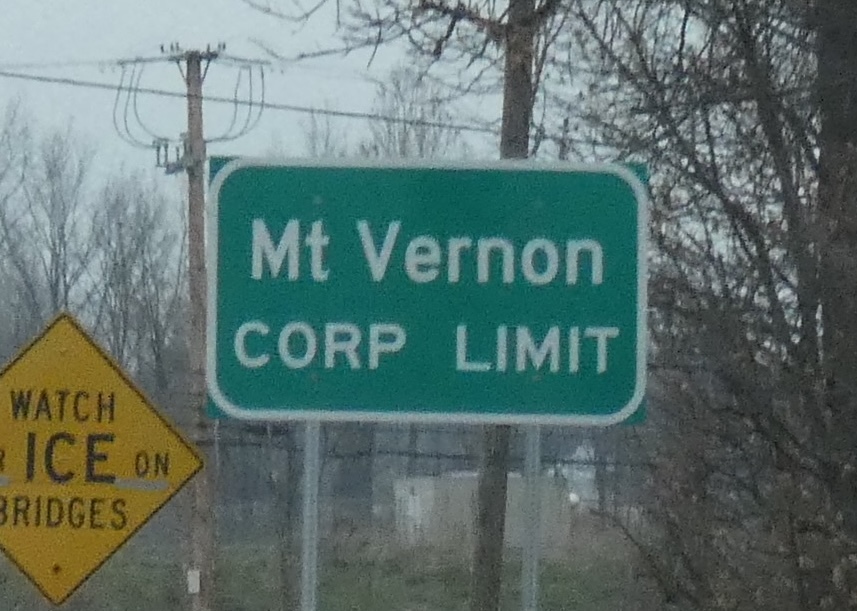 Mt Vernon
CORP LIMIT
WATCH
R ICE ON
BRIDGES